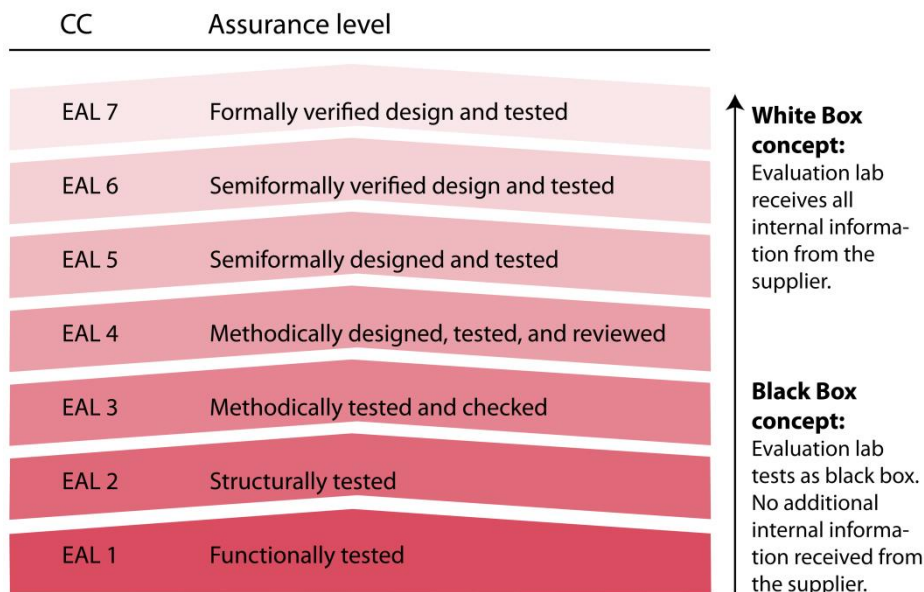 CC Assurance level
EAL 7 Formally verified design and tested
EAL 6 Semiformally verified design and tested
EAL 5 Semiformally designed and tested
EAL 4 Methodically designed, tested, and reviewed
EAL 3 Methodically tested and checked
EAL 2 Structurally tested
EAL 1 Functionally tested
White Box
concept:
Evaluation lab
receives all
internal informa-
tion from the
supplier.
Black Box
concept:
Evaluation lab
tests as black box.
No additional
internal informa-
tion received from
the supplier.